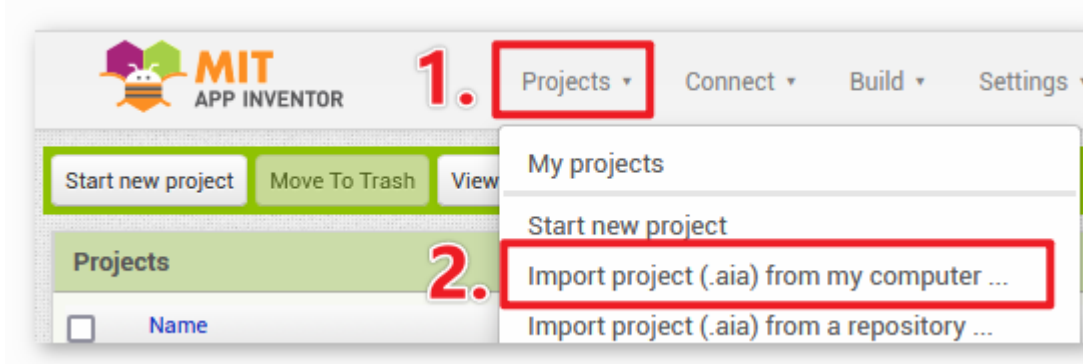 MIT
APP INVENTOR
1.
Projects ▾ Connect ▾ Build ▾ Settings
My projects
Start new project Move To Trash View
Start new project
Projects
2.
Import project (.aia) from my computer ...
Name
Import project (.aia) from a repository ...